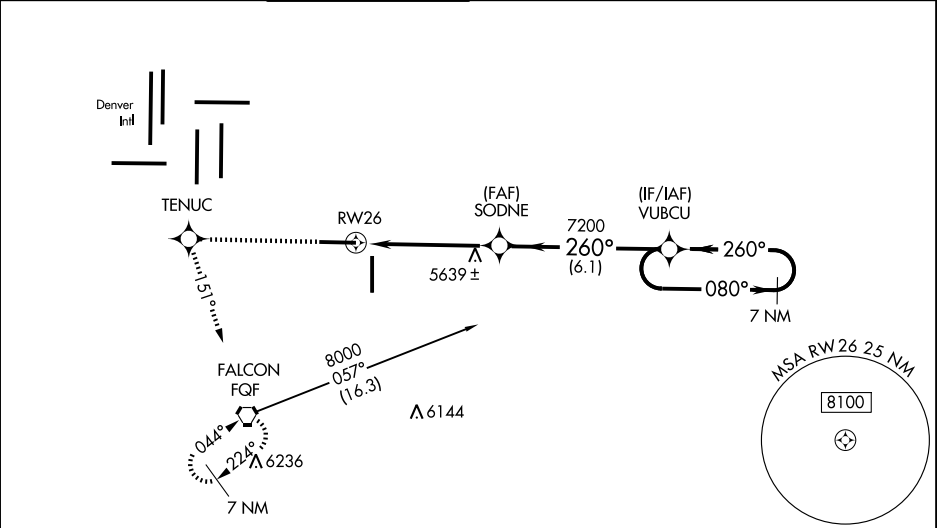 Denver
Intl
TENUC
RW26
(FAF)
SODNE
(IF/IAF)
VUBCU
7200
260°
(6.1)
260°
080°
7 NM
5639 ±
151°
FALCON
FQF
8000
057°
(16.3)
6144
044°
224°
6236
7 NM
MSA RW26 25 NM
8100